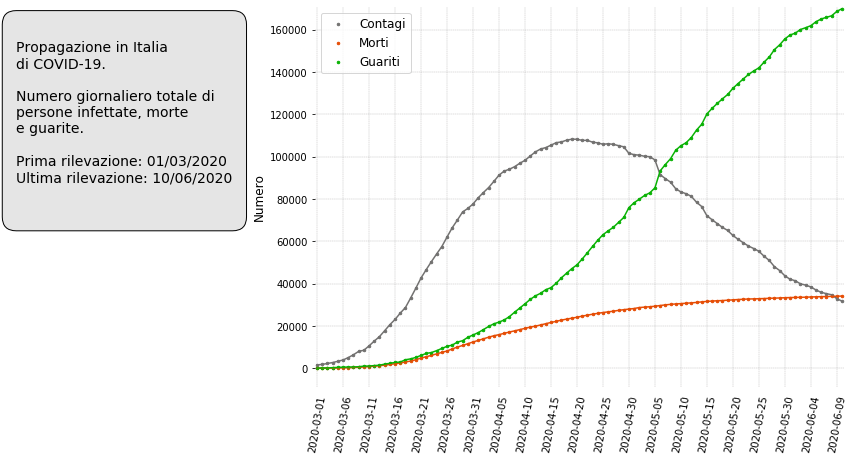 Propagazione in Italia
di COVID-19.
Numero giornaliero totale di
persone infettate, morte
e guarite.
Prima rilevazione: 01/03/2020
Ultima rilevazione: 10/06/2020
Contagi
Morti
Guariti
Numero
160000
140000
120000
100000
80000
60000
40000
20000
0
2020-03-01
2020-03-06
2020-03-11
2020-03-16
2020-03-21
2020-03-26
2020-03-31
2020-04-05
2020-04-10
2020-04-15
2020-04-20
2020-04-25
2020-04-30
2020-05-05
2020-05-10
2020-05-15
2020-05-20
2020-05-25
2020-05-30
2020-06-04
2020-06-09